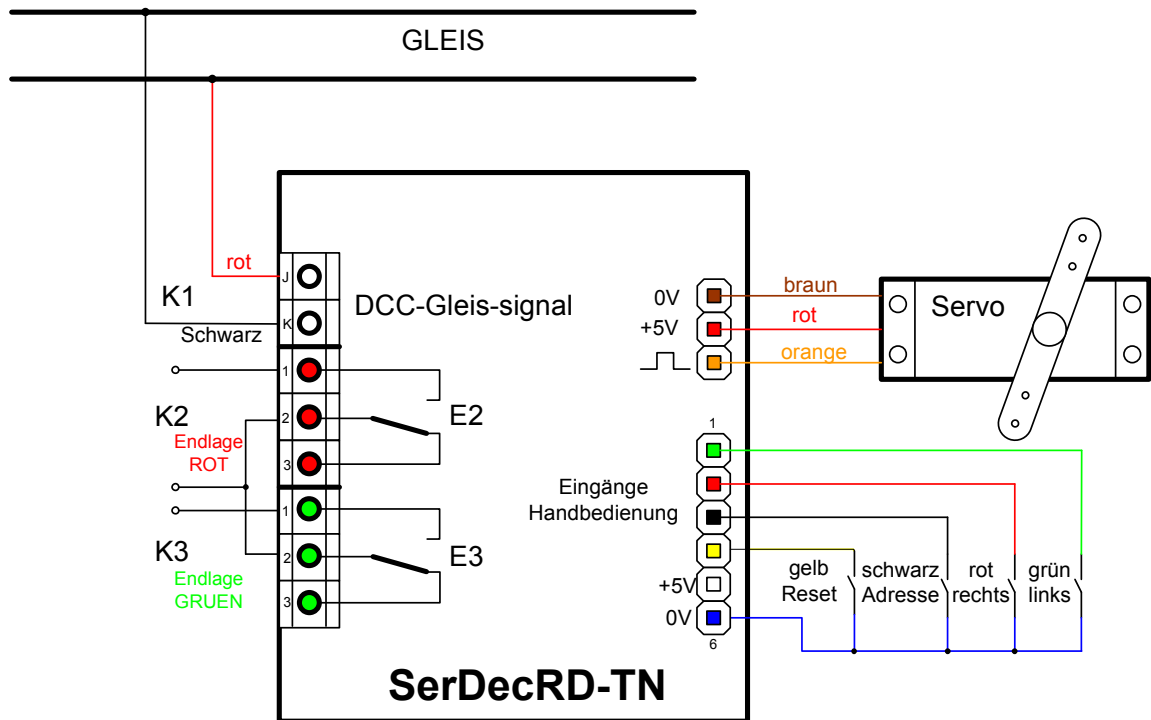 GLEIS
rot
J
K1
DCC-Gleis-signal
K
Schwarz
1
K2
2
E2
Endlage
ROT
3
1
K3
2
E3
Endlage
GRUEN
3
0V
braun
+5V
rot
orange
Servo
1
Eingänge
Handbedienung
+5V
0V
6
gelb
Reset
schwarz
Adresse
rot
rechts
grün
links
SerDecRD-TN